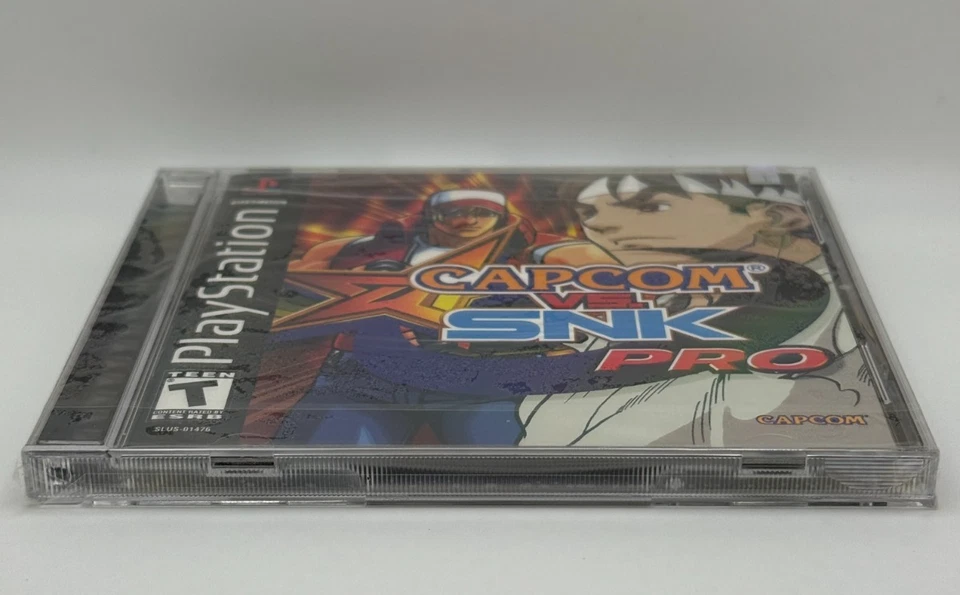 PlayStation
CAPCOM®
VS.
SNK
PRO
TEEN
T
CONTENT RATED BY
ESRB
SLUS-01476
CAPCOM